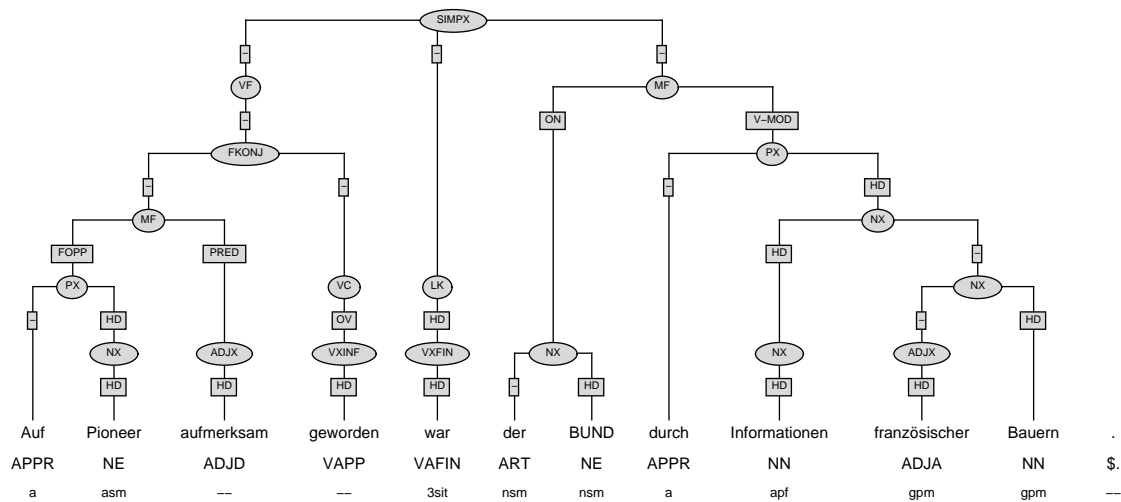 SIMPX
– – –
VF MF
– ON V–MOD
FKONJ PX
– – – HD
MF NX
FOPP PRED HD –
PX VC LK NX
– HD OV HD – HD
NX ADJX VXINF VXFIN NX NX ADJX
HD HD HD HD – HD HD HD
Auf Pioneer aufmerksam geworden war der BUND durch Informationen französischer Bauern .
APPR NE ADJD VAPP VAFIN ART NE APPR NN ADJA NN $.
a asm –– –– 3sit nsm nsm a apf gpm gpm ––